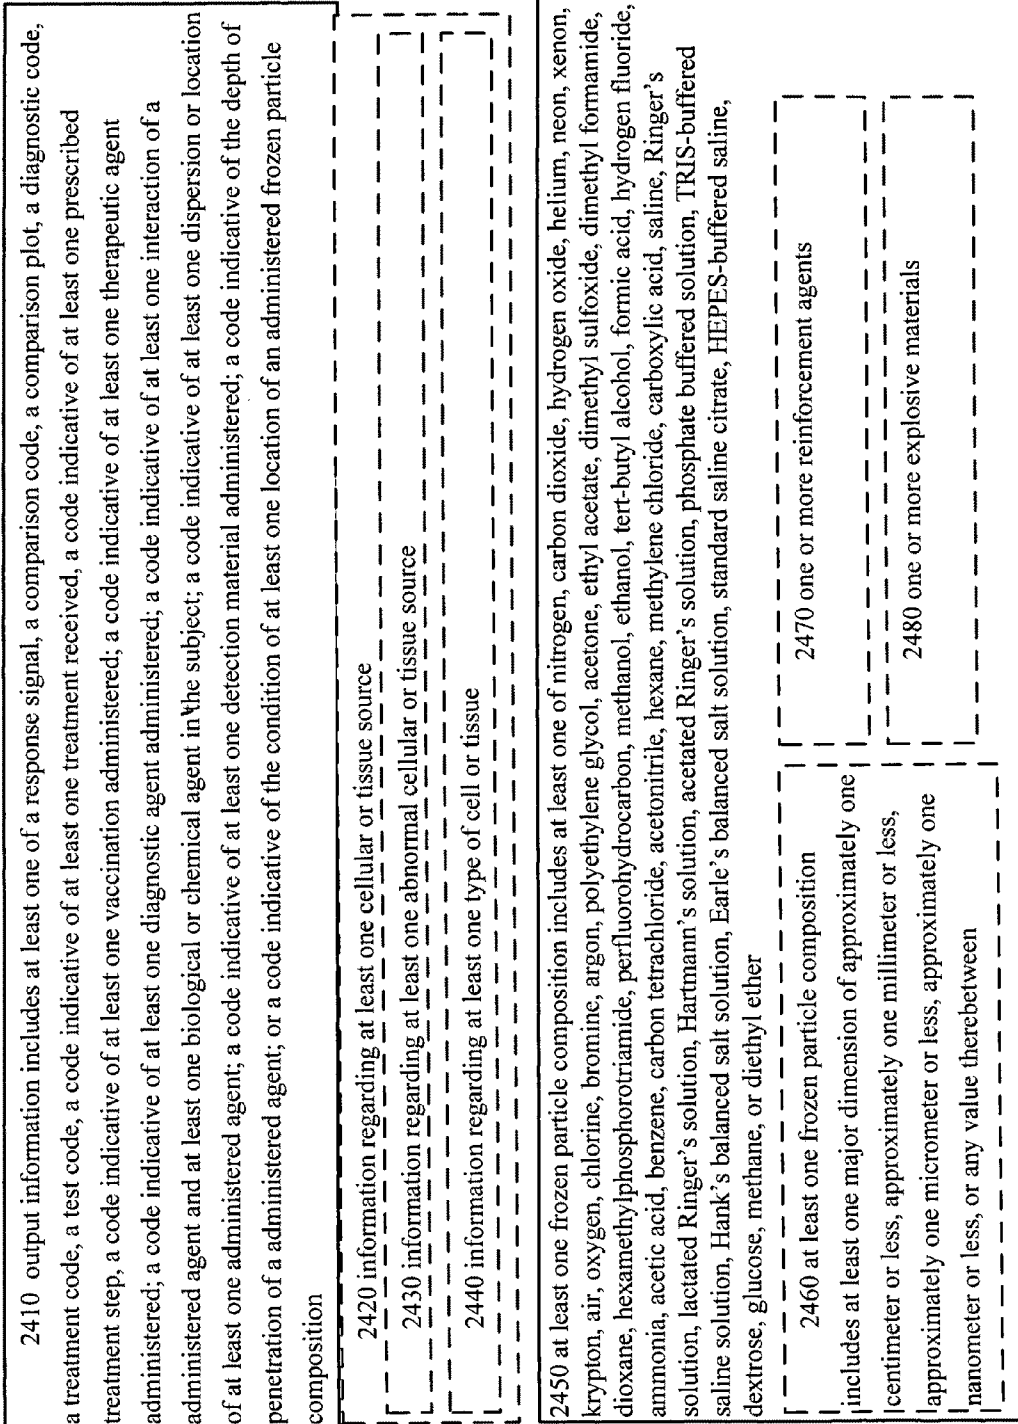 2410 output information includes at least one of a response signal, a comparison code, a comparison plot, a diagnostic code,
a treatment code, a test code, a code indicative of at least one treatment received, a code indicative of at least one prescribed
treatment step, a code indicative of at least one vaccination administered; a code indicative of at least one therapeutic agent
administered; a code indicative of at least one diagnostic agent administered; a code indicative of at least one interaction of a
administered agent and at least one biological or chemical agent in the subject; a code indicative of at least one dispersion or location
of at least one administered agent; a code indicative of at least one detection material administered; a code indicative of the depth of
penetration of a administered agent; or a code indicative of the condition of at least one location of an administered frozen particle
composition
2420 information regarding at least one cellular or tissue source
2430 information regarding at least one abnormal cellular or tissue source
2440 information regarding at least one type of cell or tissue
2450 at least one frozen particle composition includes at least one of nitrogen, carbon dioxide, hydrogen oxide, helium, neon, xenon,
krypton, air, oxygen, chlorine, bromine, argon, polyethylene glycol, acetone, ethyl acetate, dimethyl sulfoxide, dimethyl formamide,
dioxane, hexamethylphosphorotriamide, perfluorohydrocarbon, methanol, ethanol, tert-butyl alcohol, formic acid, hydrogen fluoride,
ammonia, acetic acid, benzene, carbon tetrachloride, acetonitrile, hexane, methylene chloride, carboxylic acid, saline, Ringer's
solution, lactated Ringer's solution, Hartmann's solution, acetated Ringer's solution, phosphate buffered solution, TRIS-buffered
saline solution, Hank's balanced salt solution, Earle's balanced salt solution, standard saline citrate, HEPES-buffered saline,
dextrose, glucose, methane, or diethyl ether
2460 at least one frozen particle composition
includes at least one major dimension of approximately one
centimeter or less, approximately one millimeter or less,
approximately one micrometer or less, approximately one
nanometer or less, or any value therebetween
2470 one or more reinforcement agents
2480 one or more explosive materials